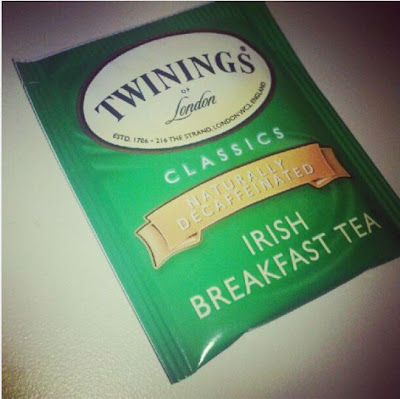 TWININGS®
OF
London
ESTD. 1706 - 216 THE STRAND, LONDON WC2, ENGLAND
CLASSICS
NATURALLY
DECAFFEINATED
IRISH
BREAKFAST TEA